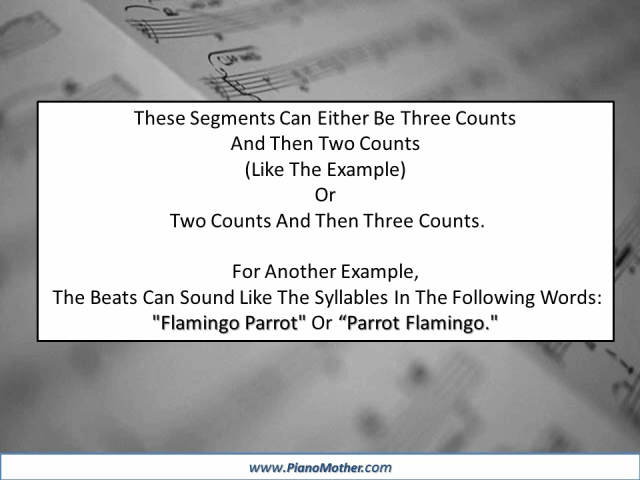 These Segments Can Either Be Three Counts
And Then Two Counts
(Like The Example)
Or
Two Counts And Then Three Counts.
For Another Example,
The Beats Can Sound Like The Syllables In The Following Words:
"Flamingo Parrot" Or “Parrot Flamingo."
www.PianoMother.com